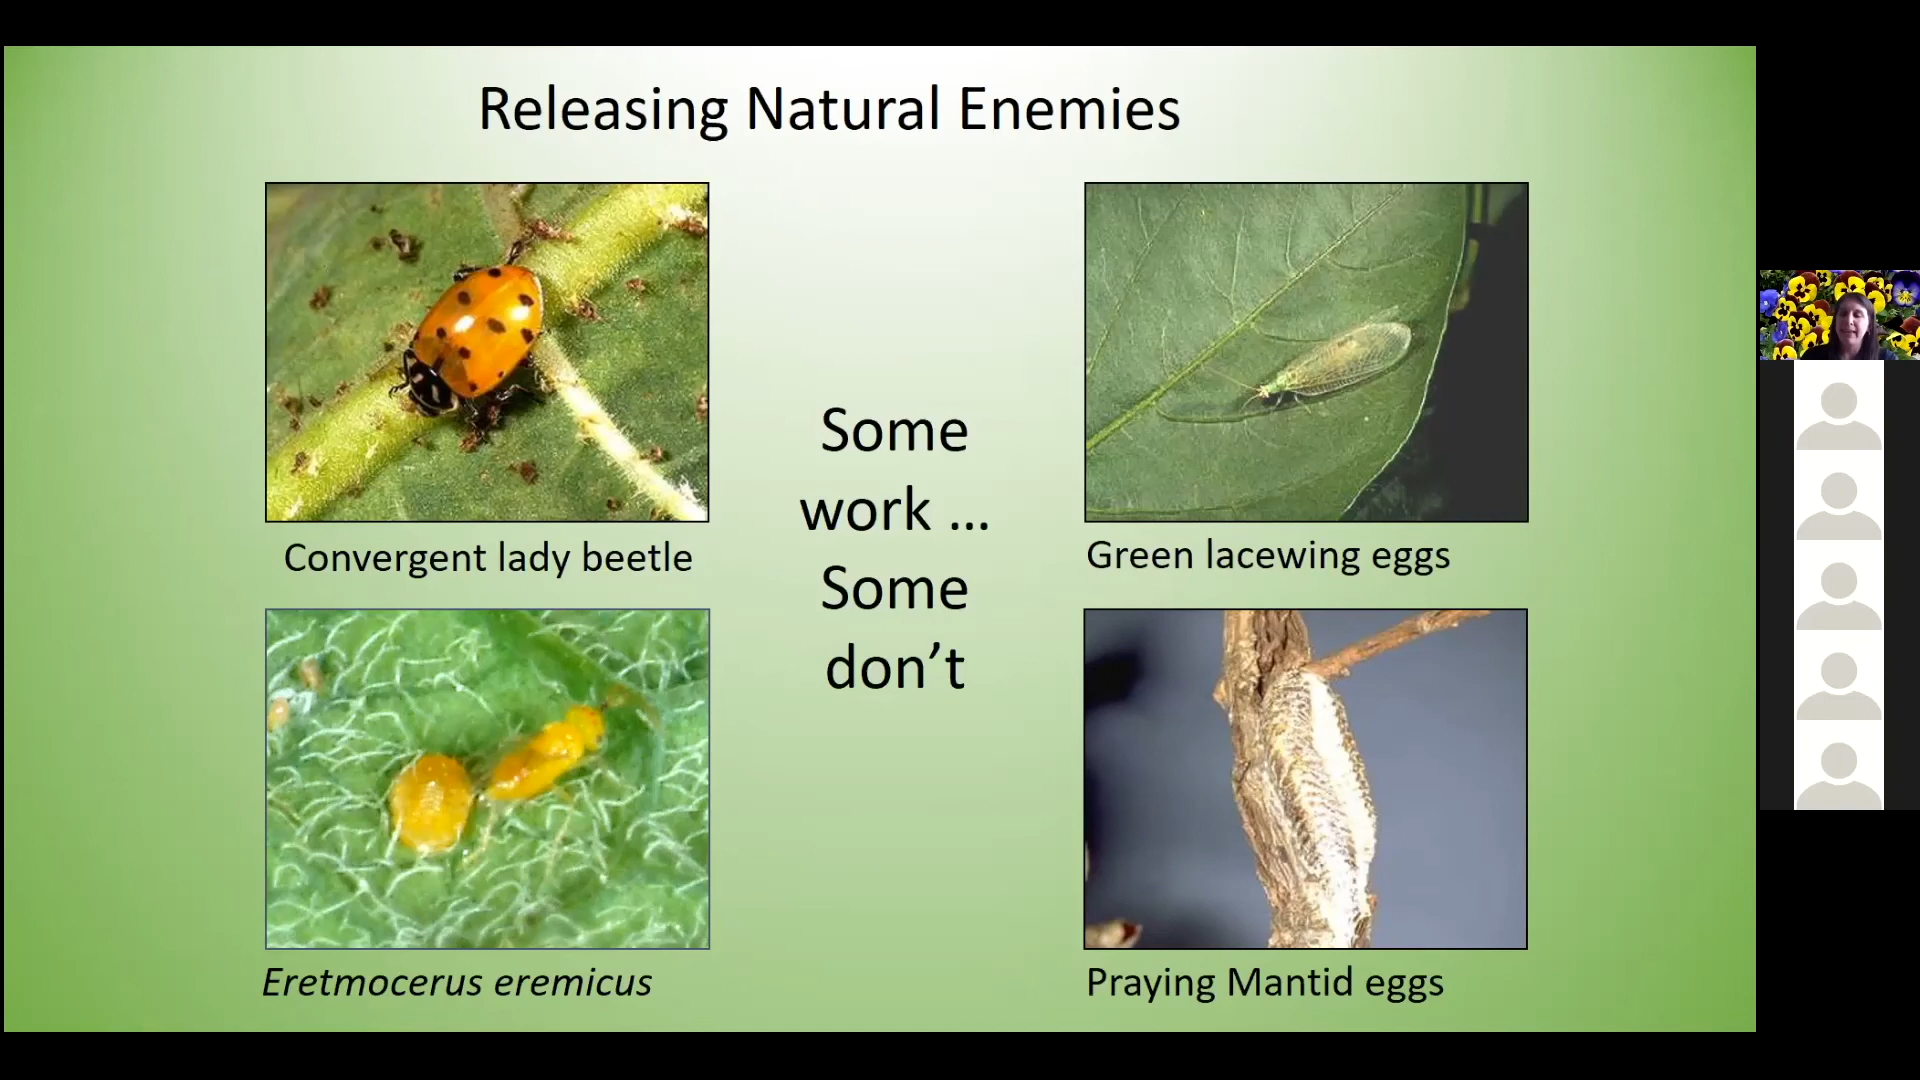 Releasing Natural Enemies
Convergent lady beetle
Green lacewing eggs
Some
work ...
Some
don’t
Eretmocerus eremicus
Praying Mantid eggs